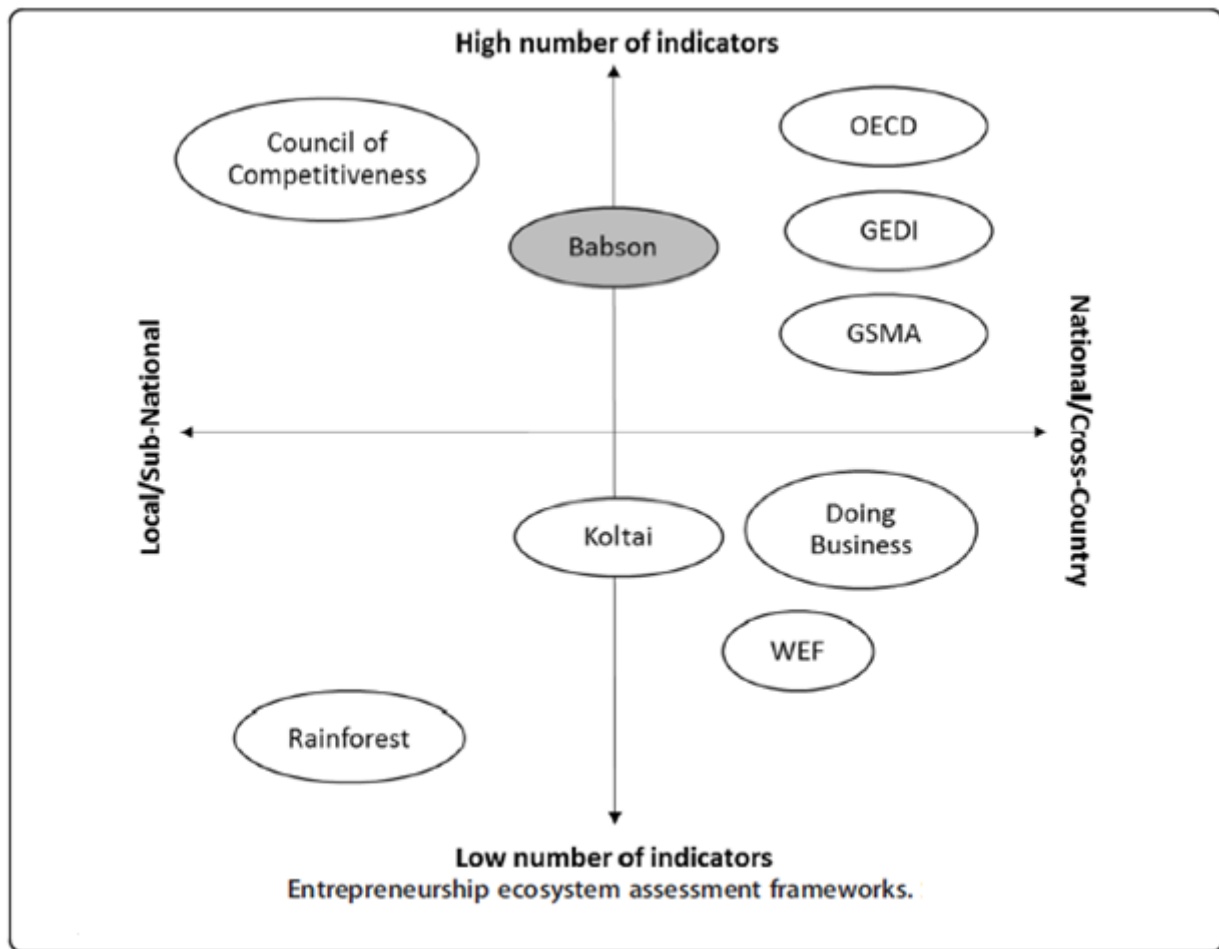 High number of indicators
Council of
Competitiveness
OECD
Babson
GEDI
GSMA
Local/Sub-National
National/Cross-Country
Koltai
Doing
Business
WEF
Rainforest
Low number of indicators
Entrepreneurship ecosystem assessment frameworks.